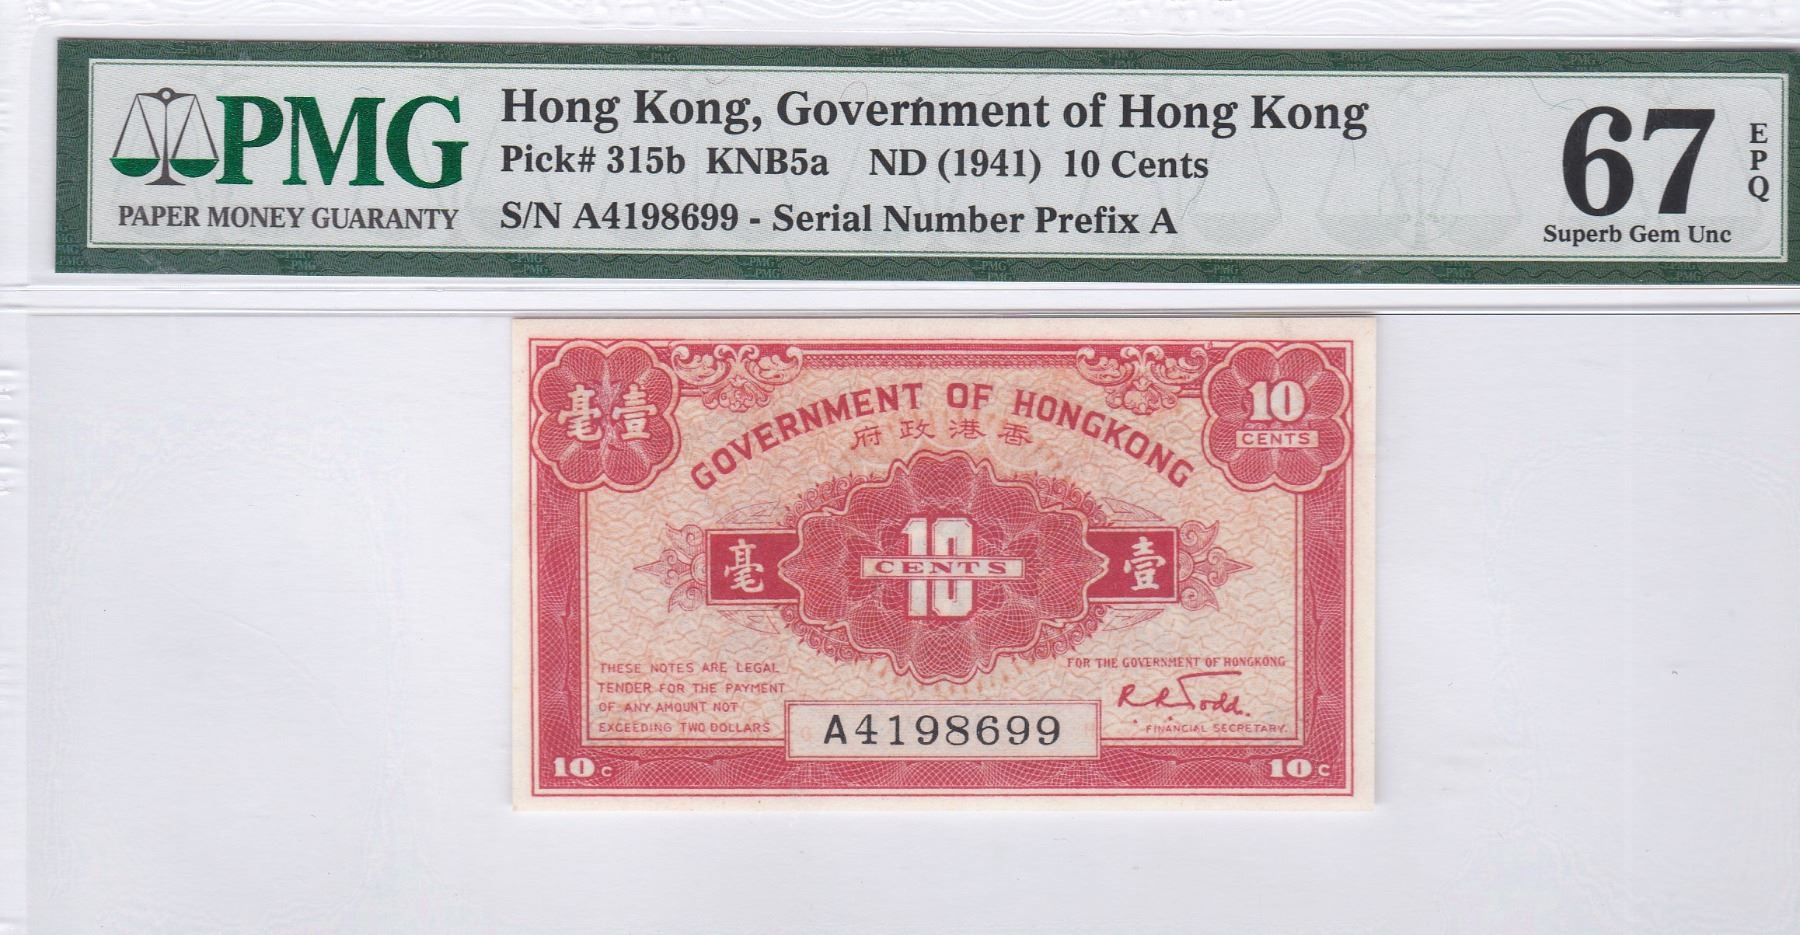 PMG
PAPER MONEY GUARANTY
Hong Kong, Government of Hong Kong
Pick# 315b KNB5a ND (1941) 10 Cents
S/N A4198699 - Serial Number Prefix A
67
EPQ
Superb Gem Unc
毫壹
10
CENTS
GOVERNMENT OF HONGKONG
府政港香
毫
10
CENTS
壹
THESE NOTES ARE LEGAL
TENDER FOR THE PAYMENT
OF ANY AMOUNT NOT
EXCEEDING TWO DOLLARS
FOR THE GOVERNMENT OF HONGKONG
R R Todd.
FINANCIAL SECRETARY.
A4198699
10 C
10 C